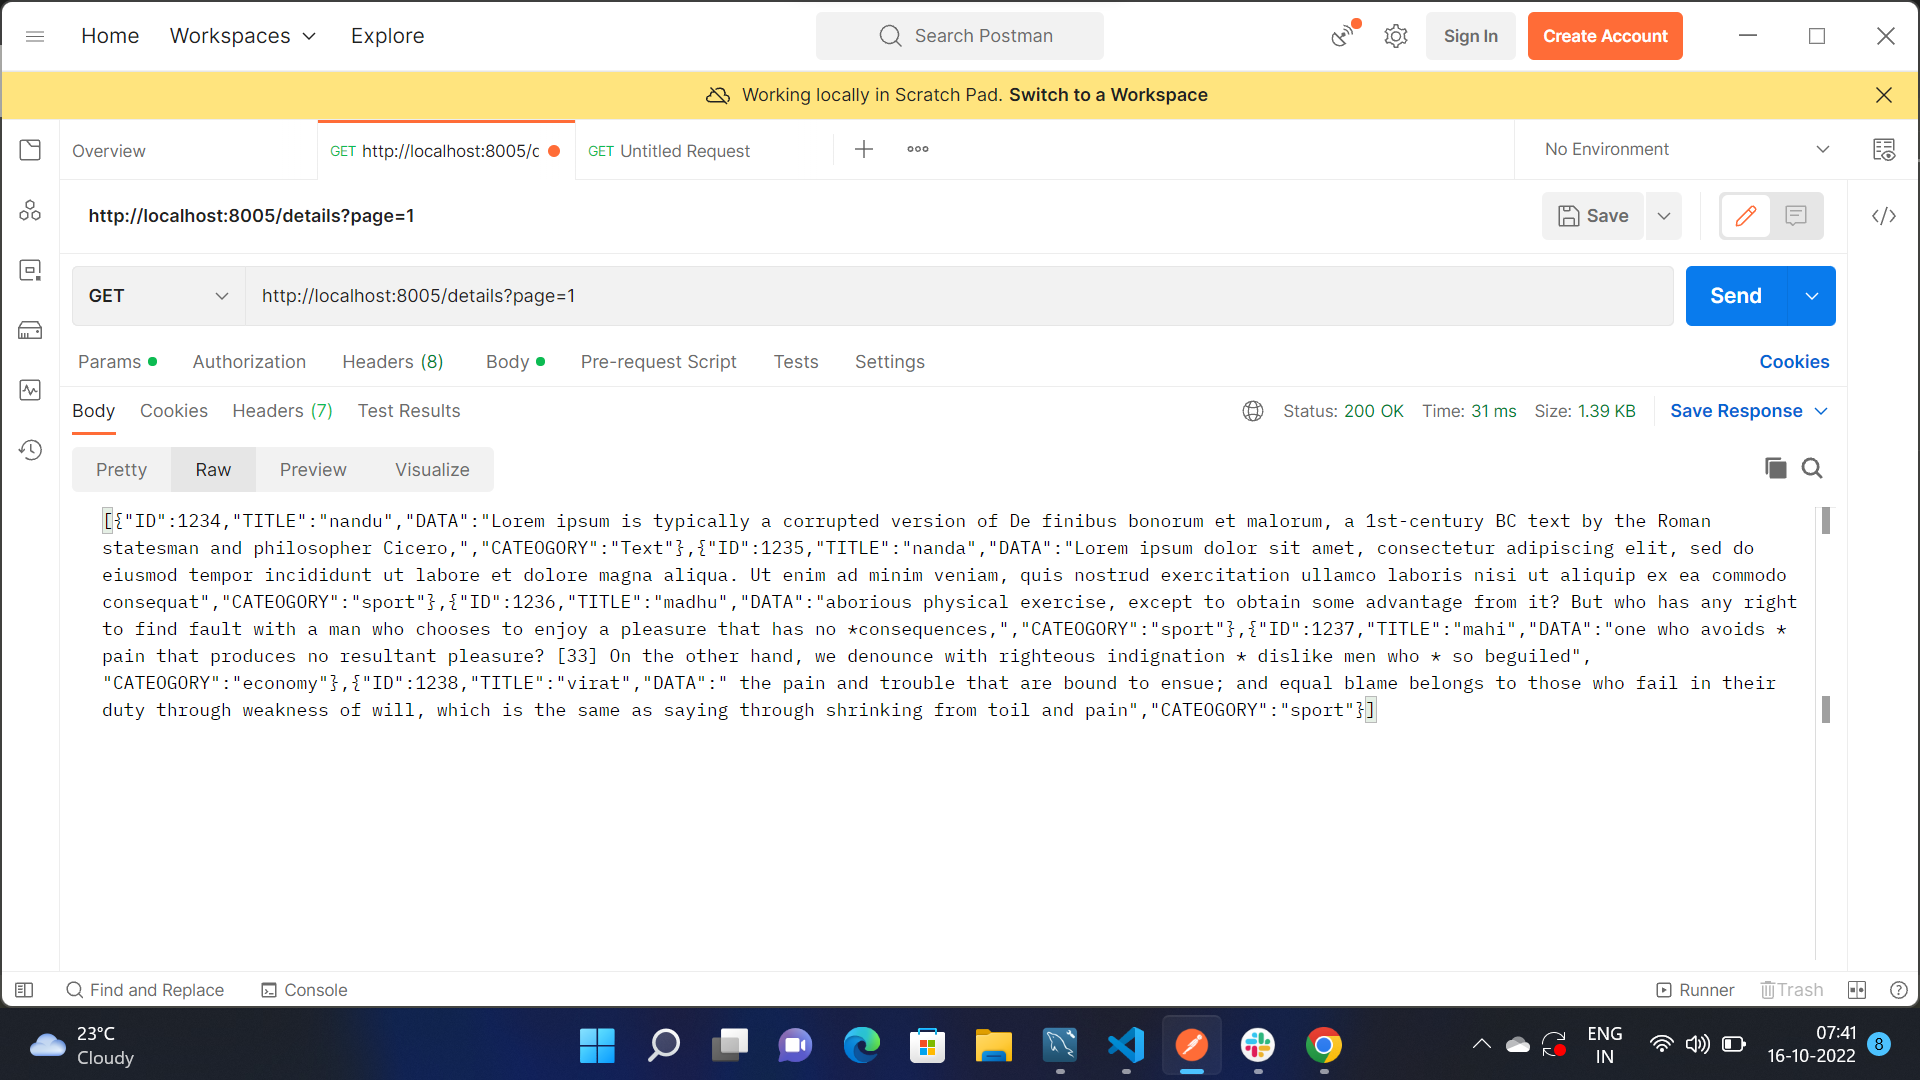 Home Workspaces Explore Search Postman Sign In Create Account
Working locally in Scratch Pad. Switch to a Workspace
Overview GET http://localhost:8005/c GET Untitled Request No Environment
http://localhost:8005/details?page=1 Save
GET http://localhost:8005/details?page=1 Send
Params Authorization Headers (8) Body Pre-request Script Tests Settings Cookies
Body Cookies Headers (7) Test Results Status: 200 OK Time: 31 ms Size: 1.39 KB Save Response
Pretty Raw Preview Visualize
[{"ID":1234,"TITLE":"nandu","DATA":"Lorem ipsum is typically a corrupted version of De finibus bonorum et malorum, a 1st-century BC text by the Roman
statesman and philosopher Cicero,","CATEOGORY":"Text"},{"ID":1235,"TITLE":"nanda","DATA":"Lorem ipsum dolor sit amet, consectetur adipiscing elit, sed do
eiusmod tempor incididunt ut labore et dolore magna aliqua. Ut enim ad minim veniam, quis nostrud exercitation ullamco laboris nisi ut aliquip ex ea commodo
consequat","CATEOGORY":"sport"},{"ID":1236,"TITLE":"madhu","DATA":"aborious physical exercise, except to obtain some advantage from it? But who has any right
to find fault with a man who chooses to enjoy a pleasure that has no *consequences,","CATEOGORY":"sport"},{"ID":1237,"TITLE":"mahi","DATA":"one who avoids *
pain that produces no resultant pleasure? [33] On the other hand, we denounce with righteous indignation * dislike men who * so beguiled",
"CATEOGORY":"economy"},{"ID":1238,"TITLE":"virat","DATA":" the pain and trouble that are bound to ensue; and equal blame belongs to those who fail in their
duty through weakness of will, which is the same as saying through shrinking from toil and pain","CATEOGORY":"sport"}]
Find and Replace Console Runner Trash
23°C
Cloudy
ENG
IN
07:41
16-10-2022
8